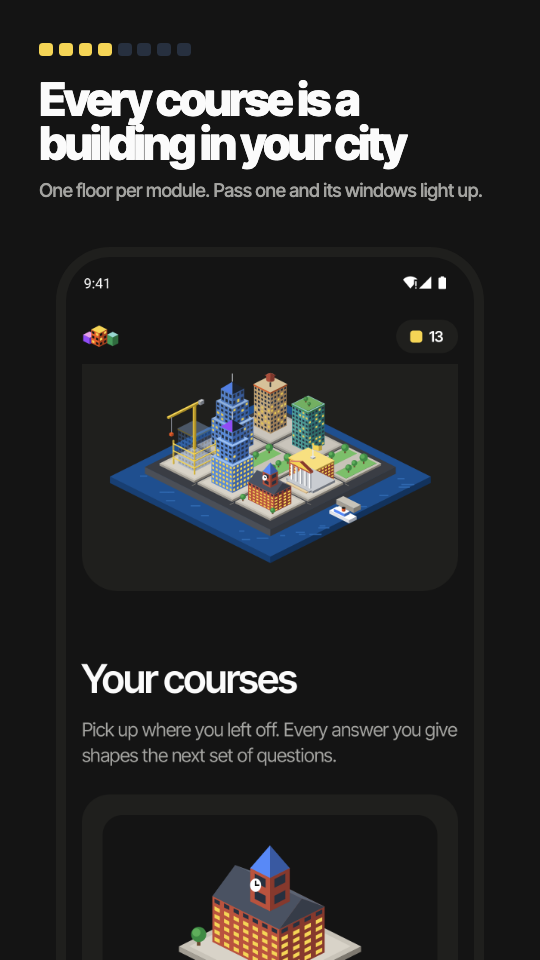 Every course is a
building in your city
One floor per module. Pass one and its windows light up.
9:41
13
Your courses
Pick up where you left off. Every answer you give
shapes the next set of questions.